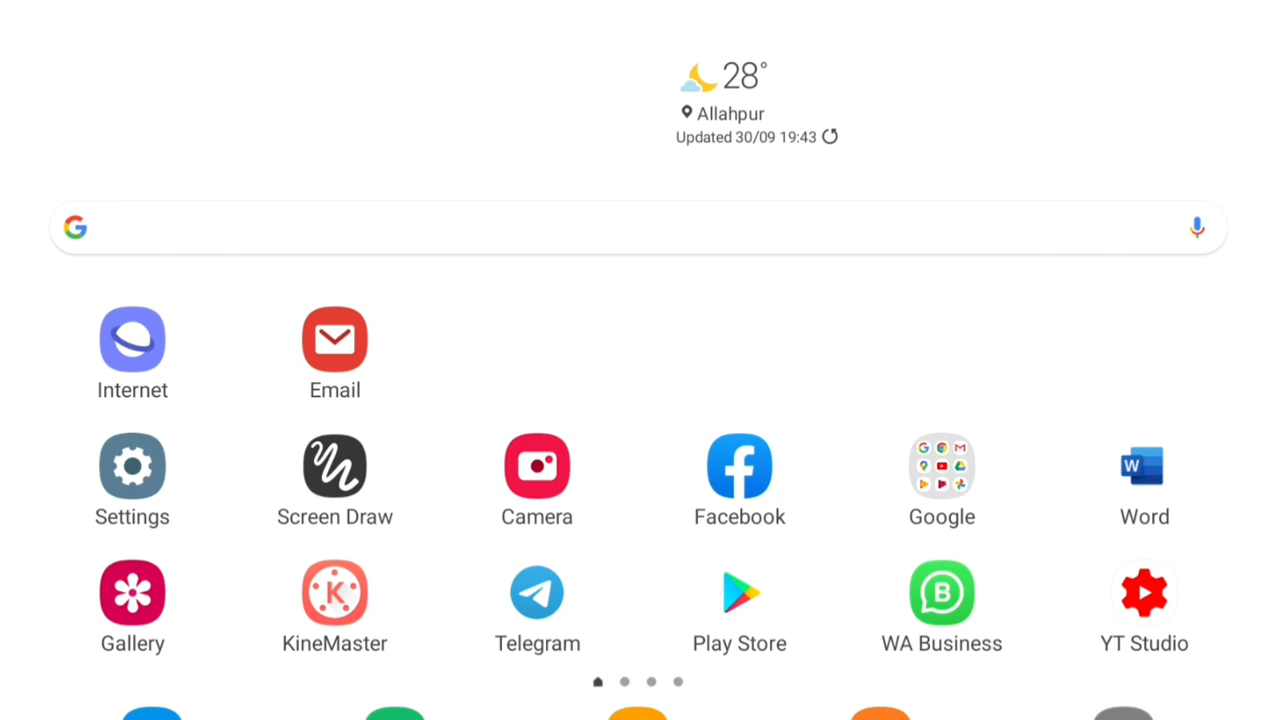 28°
Allahpur
Updated 30/09 19:43
Internet
Email
Settings
Screen Draw
Camera
Facebook
Google
W
Word
Gallery
K
KineMaster
Telegram
Play Store
B
WA Business
YT Studio